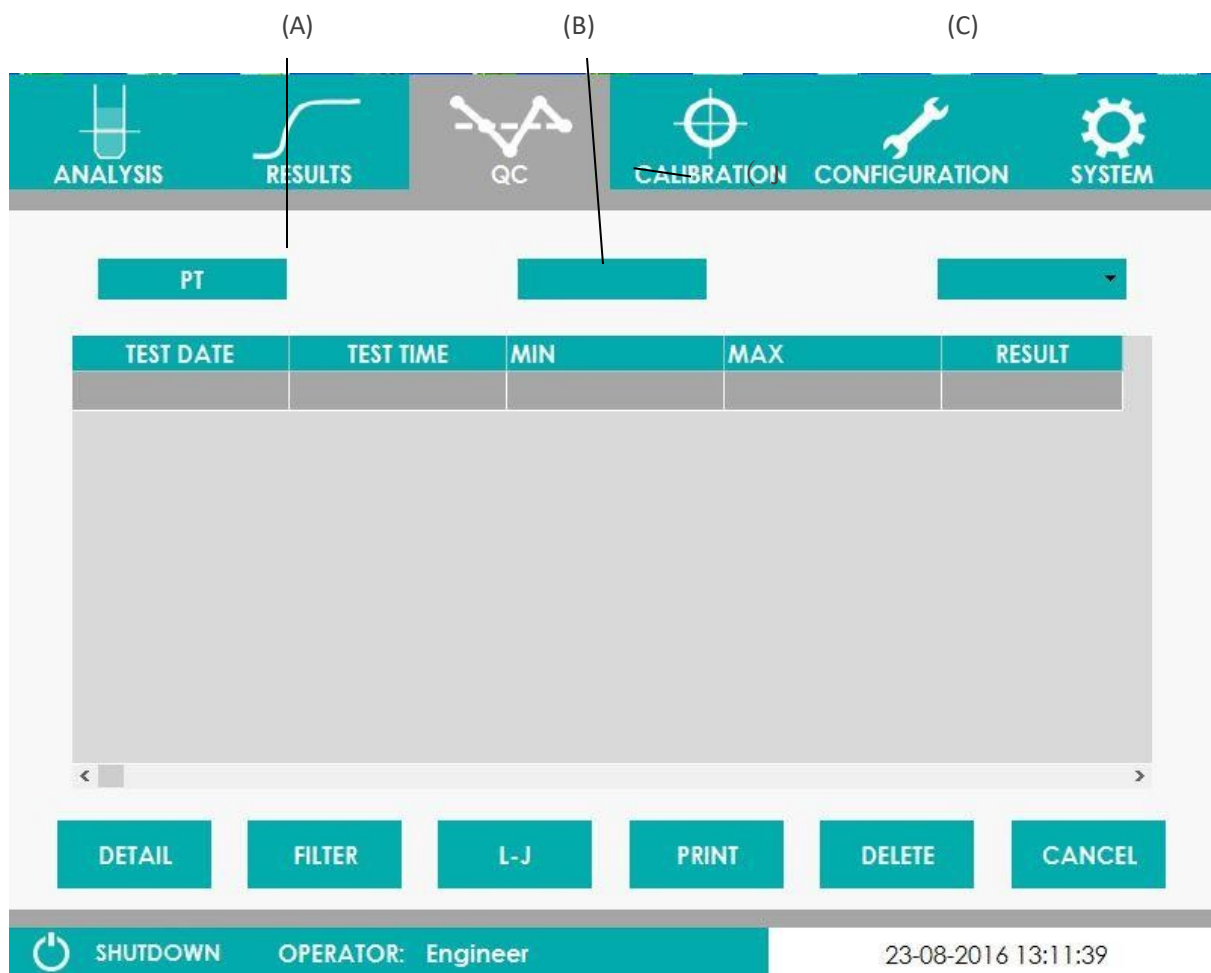 (A) (B) (C)
ANALYSIS RESULTS QC CALIBRATION CONFIGURATION SYSTEM
( )
PT
TEST DATE TEST TIME MIN MAX RESULT
< >
DETAIL FILTER L-J PRINT DELETE CANCEL
SHUTDOWN OPERATOR: Engineer 23-08-2016 13:11:39